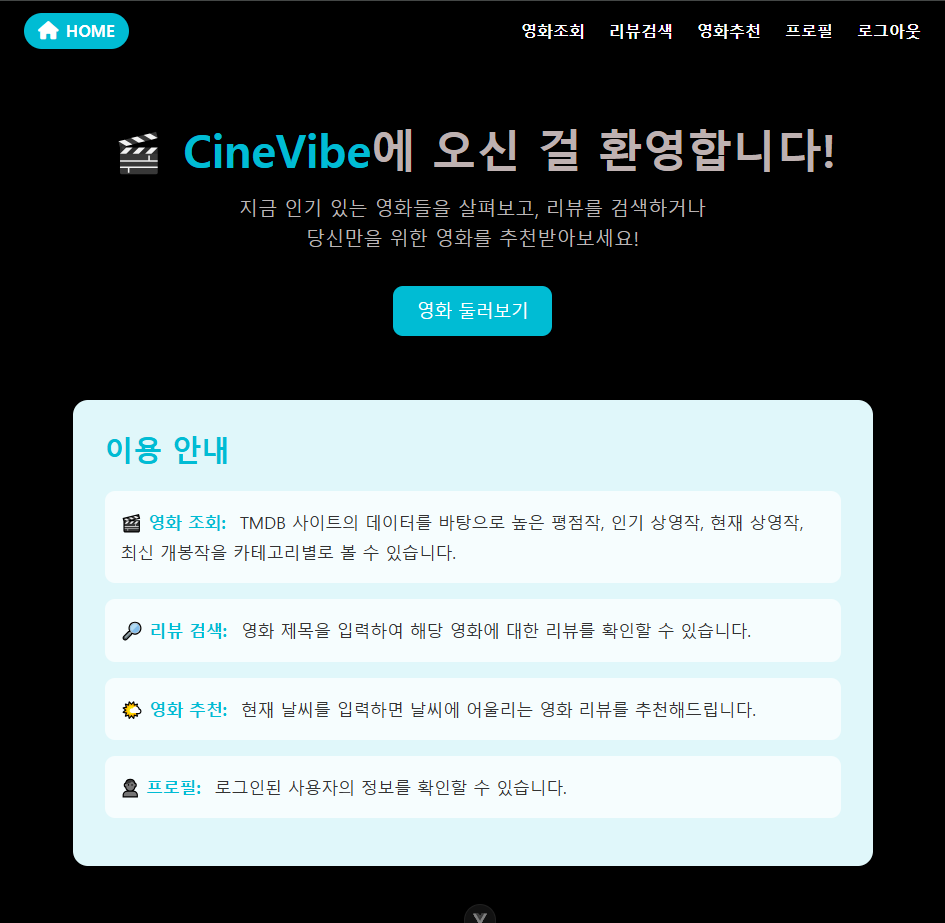 HOME 영화조회 리뷰검색 영화추천 프로필 로그아웃
CineVibe에 오신 걸 환영합니다!
지금 인기 있는 영화들을 살펴보고, 리뷰를 검색하거나
당신만을 위한 영화를 추천받아보세요!
영화 둘러보기
이용 안내
영화 조회: TMDB 사이트의 데이터를 바탕으로 높은 평점작, 인기 상영작, 현재 상영작,
최신 개봉작을 카테고리별로 볼 수 있습니다.
리뷰 검색: 영화 제목을 입력하여 해당 영화에 대한 리뷰를 확인할 수 있습니다.
영화 추천: 현재 날씨를 입력하면 날씨에 어울리는 영화 리뷰를 추천해드립니다.
프로필: 로그인된 사용자의 정보를 확인할 수 있습니다.